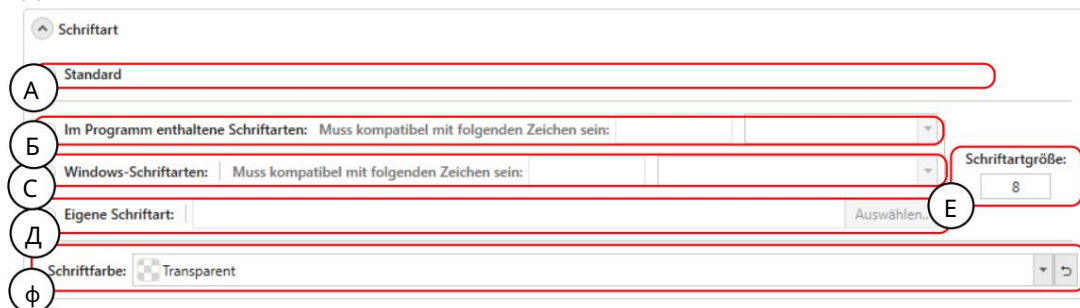 Schriftart
Standard
А
Im Programm enthaltene Schriftarten: Muss kompatibel mit folgenden Zeichen sein:
Б
Windows-Schriftarten: Muss kompatibel mit folgenden Zeichen sein:
С
Schriftartgröße:
8
Eigene Schriftart: Auswählen..
Е
Д
Schriftfarbe: Transparent
ф